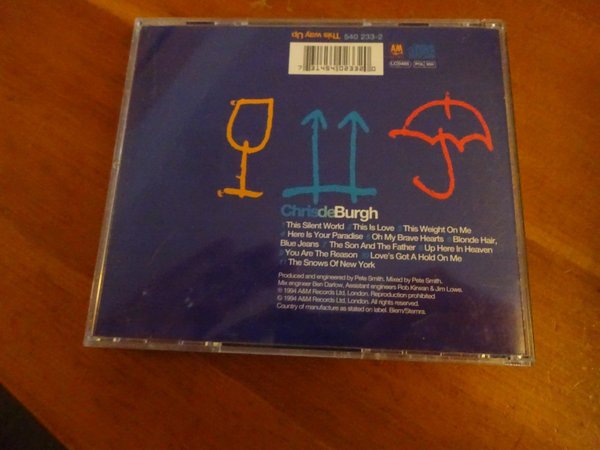 This way Up 540 233-2
A&M
Chris de Burgh
This Silent World This Is Love This Weight On Me
Here Is Your Paradise Oh My Brave Hearts Blonde Hair,
Blue Jeans The Son And The Father Up Here In Heaven
You Are The Reason Love's Got A Hold On Me
The Snows Of New York
Produced and engineered by Pete Smith, Mixed by Pete Smith,
Mix engineer Ben Darlow, Assistant engineers Rob Kirwan & Jim Lowe.
℗ 1994 A&M Records Ltd, London. Reproduction prohibited
© 1994 A&M Records Ltd, London. All rights reserved.
Country of manufacture as stated on label. Biem/Stemra.